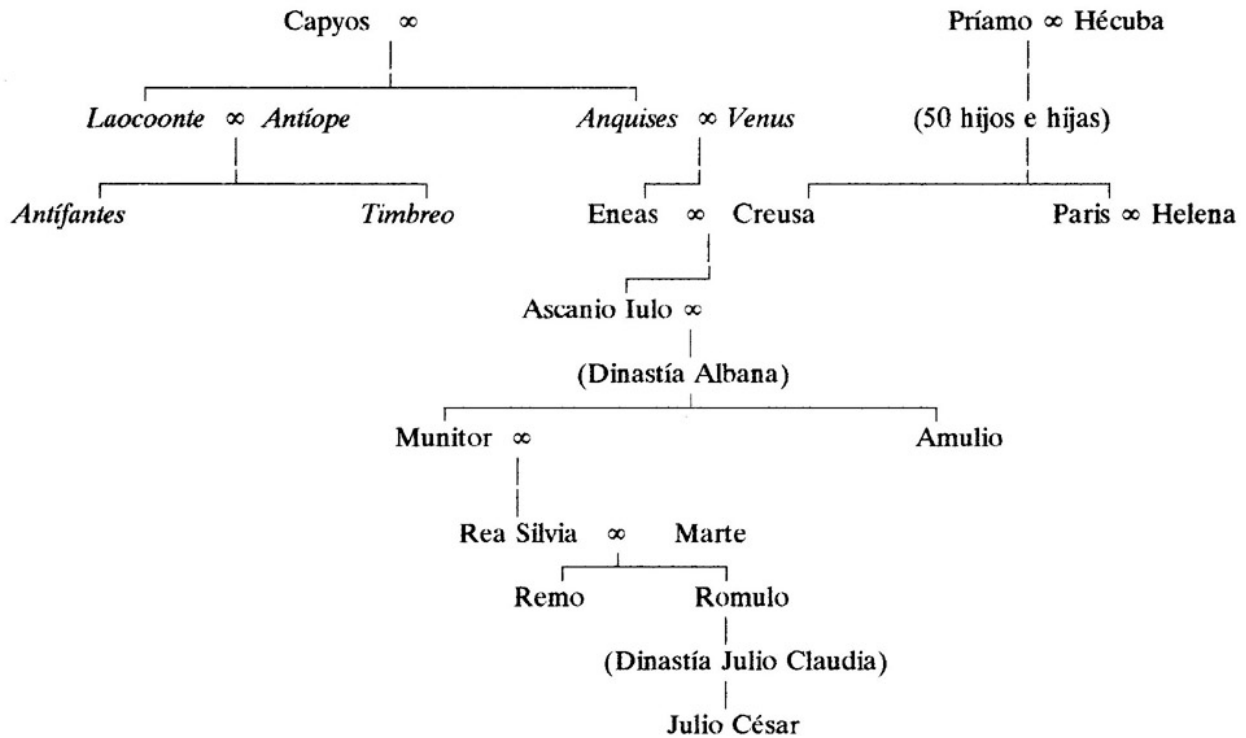 Capyos ∞ Príamo ∞ Hécuba
Laocoonte ∞ Antíope Anquises ∞ Venus (50 hijos e hijas)
Antífantes Timbreo Eneas ∞ Creusa Paris ∞ Helena
Ascanio Iulo ∞
(Dinastía Albana)
Munitor ∞ Amulio
Rea Silvia ∞ Marte
Remo Romulo
(Dinastía Julio Claudia)
Julio César